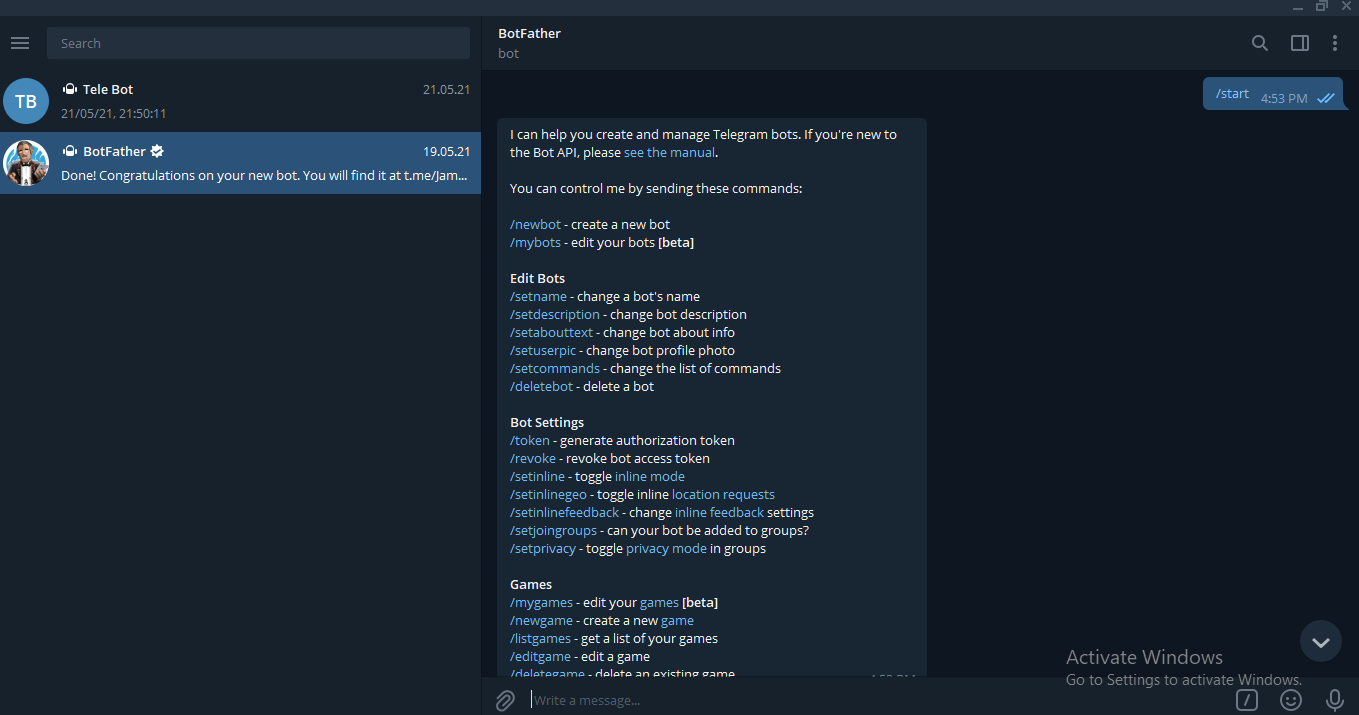 Search
TB
Tele Bot
21.05.21
21/05/21, 21:50:11
BotFather
19.05.21
Done! Congratulations on your new bot. You will find it at t.me/Jam...
BotFather
bot
/start
4:53 PM
I can help you create and manage Telegram bots. If you're new to
the Bot API, please see the manual.
You can control me by sending these commands:
/newbot - create a new bot
/mybots - edit your bots [beta]
Edit Bots
/setname - change a bot's name
/setdescription - change bot description
/setabouttext - change bot about info
/setuserpic - change bot profile photo
/setcommands - change the list of commands
/deletebot - delete a bot
Bot Settings
/token - generate authorization token
/revoke - revoke bot access token
/setinline - toggle inline mode
/setinlinegeo - toggle inline location requests
/setinlinefeedback - change inline feedback settings
/setjoingroups - can your bot be added to groups?
/setprivacy - toggle privacy mode in groups
Games
/mygames - edit your games [beta]
/newgame - create a new game
/listgames - get a list of your games
/editgame - edit a game
/deletegame - delete an existing game
Activate Windows
Go to Settings to activate Windows.
Write a message...